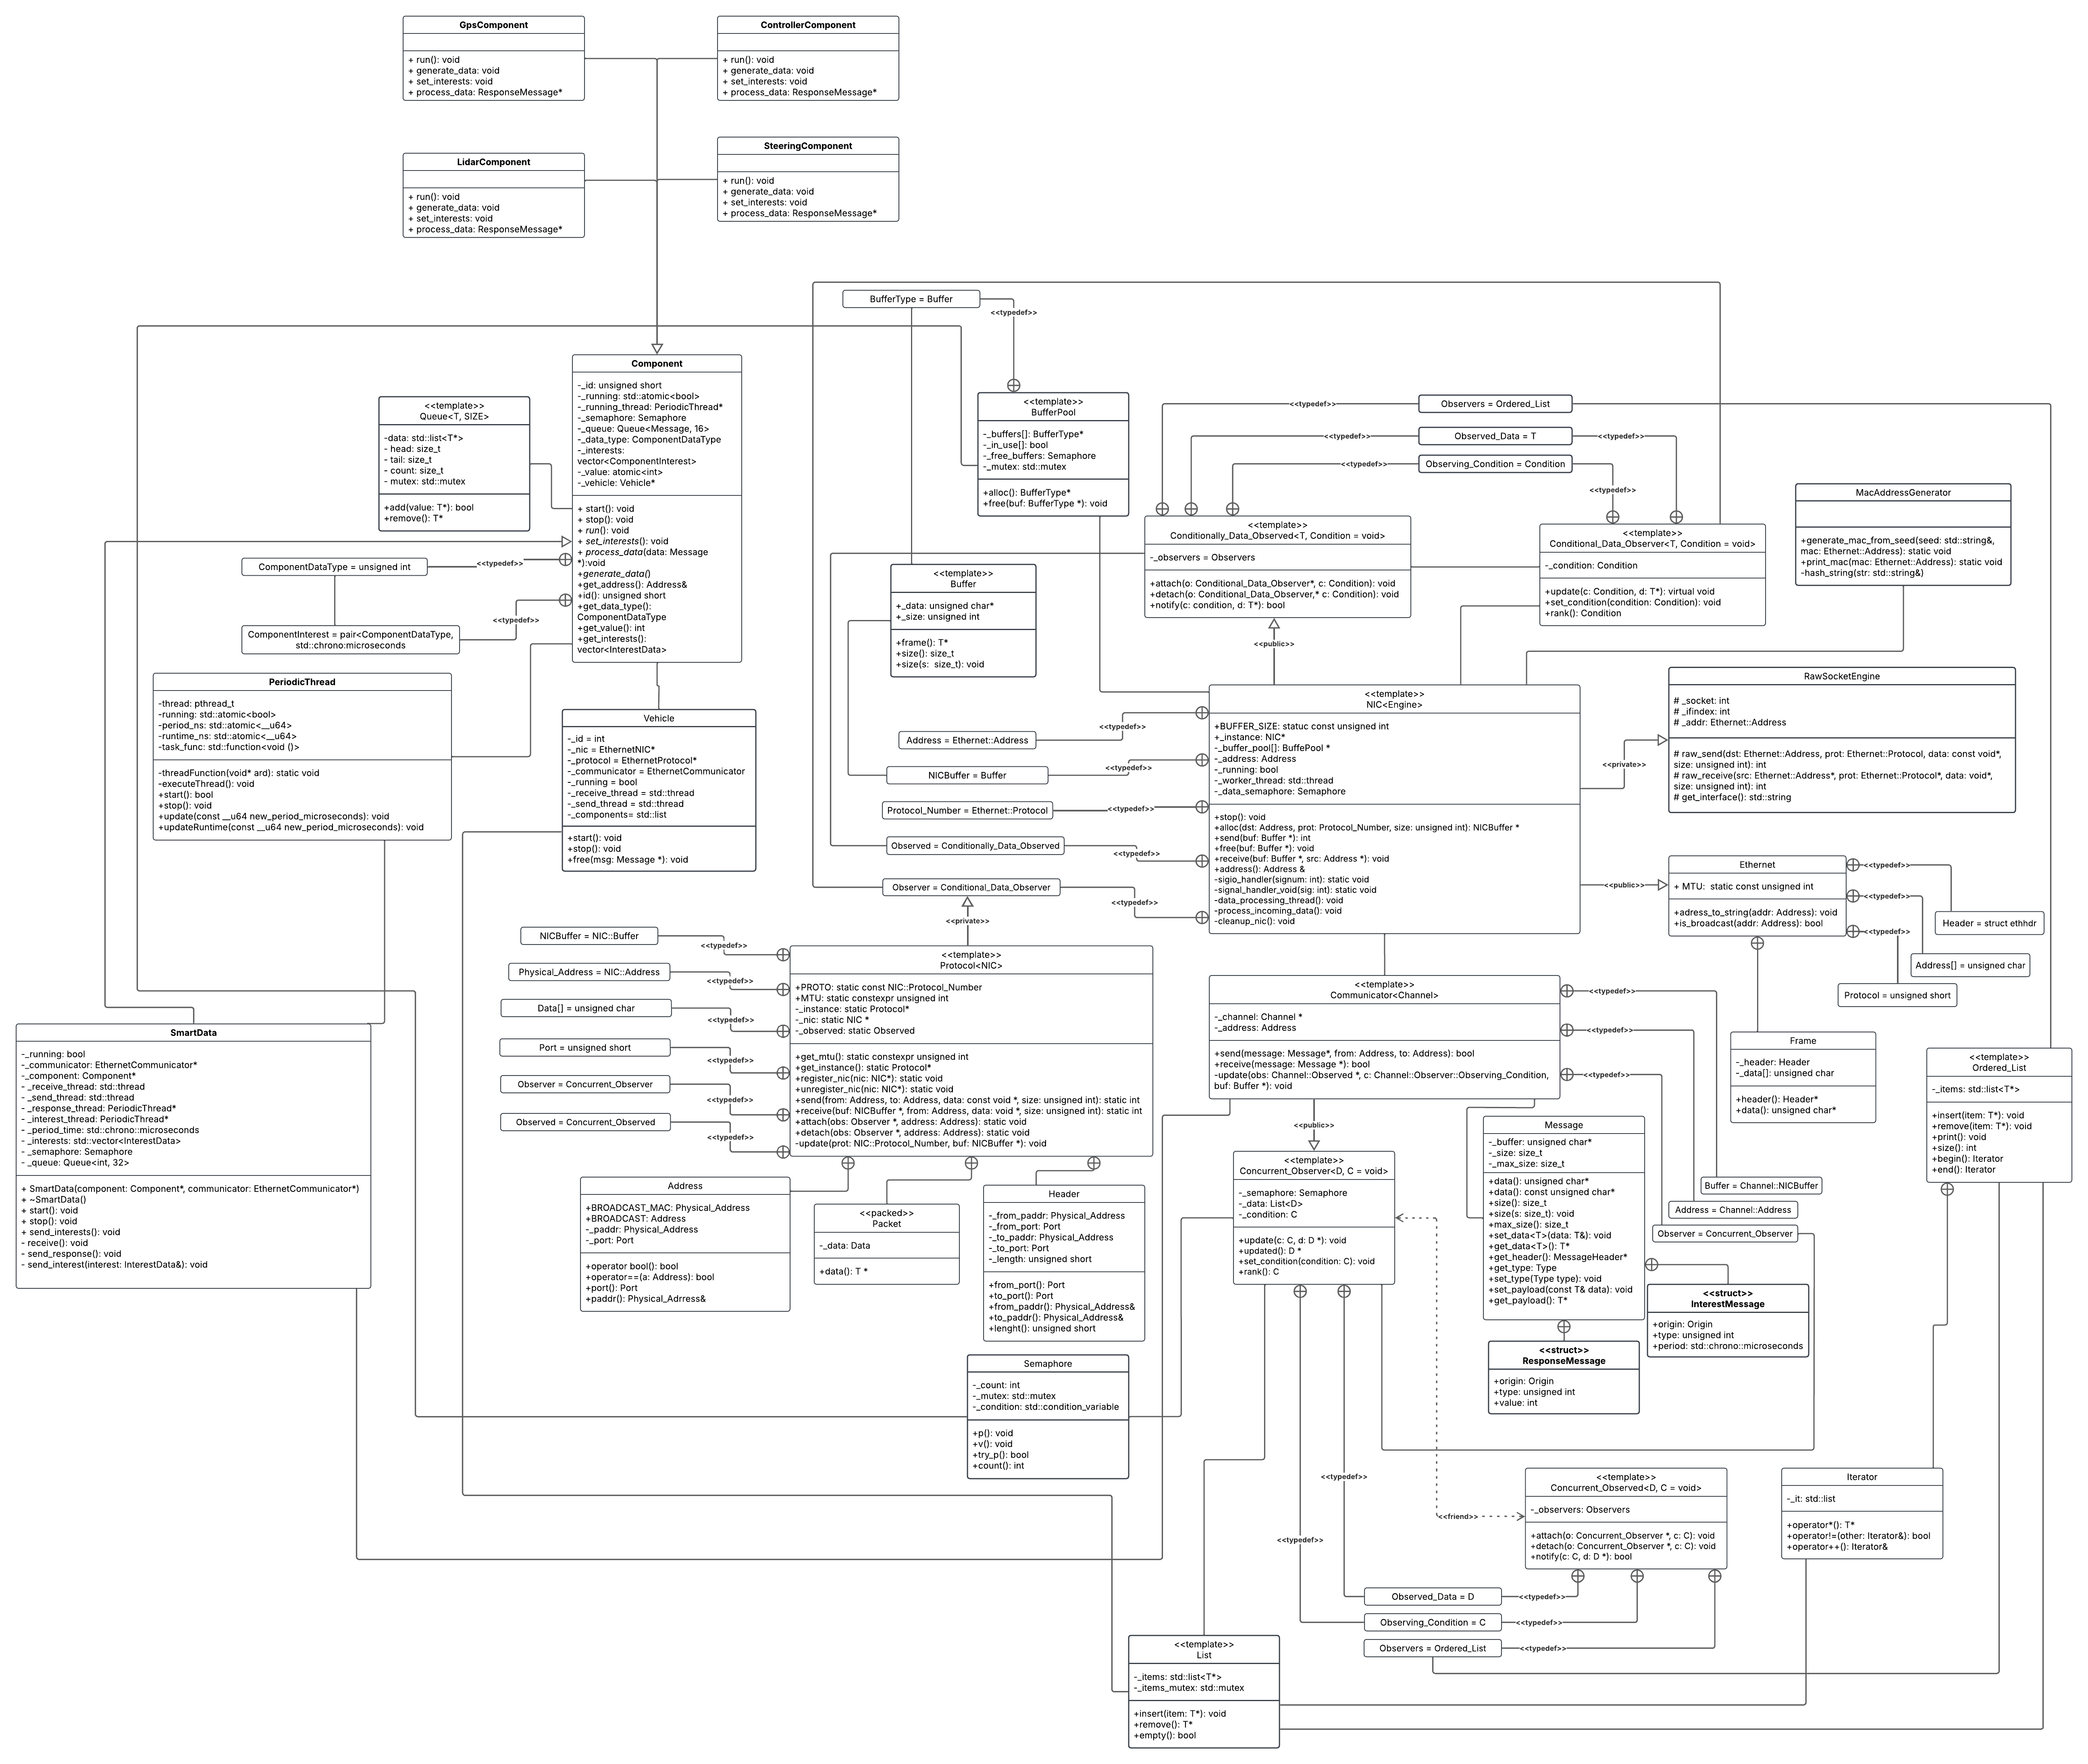 GpsComponent
+ run(): void
+ generate_data: void
+ set_interests: void
+ process_data: ResponseMessage*
ControllerComponent
+ run(): void
+ generate_data: void
+ set_interests: void
+ process_data: ResponseMessage*
LidarComponent
+ run(): void
+ generate_data: void
+ set_interests: void
+ process_data: ResponseMessage*
SteeringComponent
+ run(): void
+ generate_data: void
+ set_interests: void
+ process_data: ResponseMessage*
BufferType = Buffer
<<typedef>>
Component
-_id: unsigned short
-_running: std::atomic<bool>
-_running_thread: PeriodicThread*
-_semaphore: Semaphore
-_queue: Queue<Message, 16>
-_data_type: ComponentDataType
-_interests:
vector<ComponentInterest>
-_value: atomic<int>
-_vehicle: Vehicle*
+ start(): void
+ stop(): void
+ run(): void
+ set_interests(): void
+ process_data(data: Message
*):void
+generate_data()
+get_address(): Address&
+id(): unsigned short
+get_data_type():
ComponentDataType
+get_value(): int
+get_interests():
vector<InterestData>
<<template>>
Queue<T, SIZE>
-data: std::list<T*>
- head: size_t
- tail: size_t
- count: size_t
- mutex: std::mutex
+add(value: T*): bool
+remove(): T*
ComponentDataType = unsigned int
<<typedef>>
ComponentInterest = pair<ComponentDataType,
std::chrono:microseconds
<<typedef>>
<<template>>
BufferPool
-_buffers[]: BufferType*
-_in_use[]: bool
-_free_buffers: Semaphore
-_mutex: std::mutex
+alloc(): BufferType*
+free(buf: BufferType *): void
<<typedef>>
Observers = Ordered_List
<<typedef>>
Observed_Data = T
<<typedef>>
<<typedef>>
Observing_Condition = Condition
<<typedef>>
<<template>>
Conditionally_Data_Observed<T, Condition = void>
-_observers = Observers
+attach(o: Conditional_Data_Observer*, c: Condition): void
+detach(o: Conditional_Data_Observer,* c: Condition): void
+notify(c: condition, d: T*): bool
<<public>>
<<template>>
Conditional_Data_Observer<T, Condition = void>
-_condition: Condition
+update(c: Condition, d: T*): virtual void
+set_condition(condition: Condition): void
+rank(): Condition
MacAddressGenerator
+generate_mac_from_seed(seed: std::string&,
mac: Ethernet::Address): static void
+print_mac(mac: Ethernet::Address): static void
-hash_string(str: std::string&)
<<template>>
Buffer
+_data: unsigned char*
+_size: unsigned int
+frame(): T*
+size(): size_t
+size(s:  size_t): void
PeriodicThread
-thread: pthread_t
-running: std::atomic<bool>
-period_ns: std::atomic<__u64>
-runtime_ns: std::atomic<__u64>
-task_func: std::function<void ()>
-threadFunction(void* ard): static void
-executeThread(): void
+start(): bool
+stop(): void
+update(const __u64 new_period_microseconds): void
+updateRuntime(const __u64 new_period_microseconds): void
Vehicle
-_id = int
-_nic = EthernetNIC*
-_protocol = EthernetProtocol*
-_communicator = EthernetCommunicator
-_running = bool
-_receive_thread = std::thread
-_send_thread = std::thread
-_components= std::list
+start(): void
+stop(): void
+free(msg: Message *): void
<<template>>
NIC<Engine>
+BUFFER_SIZE: statuc const unsigned int
+_instance: NIC*
-_buffer_pool[]: BuffePool *
-_address: Address
-_running: bool
-_worker_thread: std::thread
-_data_semaphore: Semaphore
+stop(): void
+alloc(dst: Address, prot: Protocol_Number, size: unsigned int): NICBuffer *
+send(buf: Buffer *): int
+free(buf: Buffer *): void
+receive(buf: Buffer *, src: Address *): void
+address(): Address &
-sigio_handler(signum: int): static void
-signal_handler_void(sig: int): static void
-data_processing_thread(): void
-process_incoming_data(): void
-cleanup_nic(): void
Address = Ethernet::Address
<<typedef>>
NICBuffer = Buffer
<<typedef>>
Protocol_Number = Ethernet::Protocol
<<typedef>>
Observed = Conditionally_Data_Observed
<<typedef>>
Observer = Conditional_Data_Observer
<<typedef>>
<<private>>
RawSocketEngine
# _socket: int
# _ifindex: int
# _addr: Ethernet::Address
# raw_send(dst: Ethernet::Address, prot: Ethernet::Protocol, data: const void*,
size: unsigned int): int
# raw_receive(src: Ethernet::Address*, prot: Ethernet::Protocol*, data: void*,
size: unsigned int): int
# get_interface(): std::string
<<private>>
<<public>>
Ethernet
+ MTU:  static const unsigned int
+adress_to_string(addr: Address): void
+is_broadcast(addr: Address): bool
<<typedef>>
<<typedef>>
<<typedef>>
Header = struct ethhdr
Address[] = unsigned char
Protocol = unsigned short
Frame
-_header: Header
-_data[]: unsigned char
+header(): Header*
+data(): unsigned char*
NICBuffer = NIC::Buffer
<<typedef>>
Physical_Address = NIC::Address
<<typedef>>
Data[] = unsigned char
<<typedef>>
Port = unsigned short
<<typedef>>
Observer = Concurrent_Observer
<<typedef>>
Observed = Concurrent_Observed
<<typedef>>
<<template>>
Protocol<NIC>
+PROTO: static const NIC::Protocol_Number
+MTU: static constexpr unsigned int
-_instance: static Protocol*
-_nic: static NIC *
-_observed: static Observed
+get_mtu(): static constexpr unsigned int
+get_instance(): static Protocol*
+register_nic(nic: NIC*): static void
+unregister_nic(nic: NIC*): static void
+send(from: Address, to: Address, data: const void *, size: unsigned int): static int
+receive(buf: NICBuffer *, from: Address, data: void *, size: unsigned int): static int
+attach(obs: Observer *, address: Address): static void
+detach(obs: Observer *, address: Address): static void
-update(prot: NIC::Protocol_Number, buf: NICBuffer *): void
<<template>>
Communicator<Channel>
-_channel: Channel *
-_address: Address
+send(message: Message*, from: Address, to: Address): bool
+receive(message: Message *): bool
-update(obs: Channel::Observed *, c: Channel::Observer::Observing_Condition,
buf: Buffer *): void
<<typedef>>
<<typedef>>
<<typedef>>
<<public>>
SmartData
-_running: bool
-_communicator: EthernetCommunicator*
-_component: Component*
- _receive_thread: std::thread
- _send_thread: std::thread
- _response_thread: PeriodicThread*
- _interest_thread: PeriodicThread*
- _period_time: std::chrono::microseconds
- _interests: std::vector<InterestData>
- _semaphore: Semaphore
- _queue: Queue<int, 32>
+ SmartData(component: Component*, communicator: EthernetCommunicator*)
+ ~SmartData()
+ start(): void
+ stop(): void
+ send_interests(): void
- receive(): void
- send_response(): void
- send_interest(interest: InterestData&): void
<<template>>
Ordered_List
-_items: std::list<T*>
+insert(item: T*): void
+remove(item: T*): void
+print(): void
+size(): int
+begin(): Iterator
+end(): Iterator
Message
-_buffer: unsigned char*
-_size: size_t
-_max_size: size_t
+data(): unsigned char*
+data(): const unsigned char*
+size(): size_t
+size(s: size_t): void
+max_size(): size_t
+set_data<T>(data: T&): void
+get_data<T>(): T*
+get_header(): MessageHeader*
+get_type: Type
+set_type(Type type): void
+set_payload(const T& data): void
+get_payload(): T*
Buffer = Channel::NICBuffer
Address = Channel::Address
Observer = Concurrent_Observer
<<template>>
Concurrent_Observer<D, C = void>
-_semaphore: Semaphore
-_data: List<D>
-_condition: C
+update(c: C, d: D *): void
+updated(): D *
+set_condition(condition: C): void
+rank(): C
Address
+BROADCAST_MAC: Physical_Address
+BROADCAST: Address
-_paddr: Physical_Address
-_port: Port
+operator bool(): bool
+operator==(a: Address): bool
+port(): Port
+paddr(): Physical_Adrress&
<<packed>>
Packet
-_data: Data
+data(): T *
Header
-_from_paddr: Physical_Address
-_from_port: Port
-_to_paddr: Physical_Address
-_to_port: Port
-_length: unsigned short
+from_port(): Port
+to_port(): Port
+from_paddr(): Physical_Address&
+to_paddr(): Physical_Address&
+lenght(): unsigned short
<<struct>>
InterestMessage
+origin: Origin
+type: unsigned int
+period: std::chrono::microseconds
<<struct>>
ResponseMessage
+origin: Origin
+type: unsigned int
+value: int
Semaphore
-_count: int
-_mutex: std::mutex
-_condition: std::condition_variable
+p(): void
+v(): void
+try_p(): bool
+count(): int
<<typedef>>
<<typedef>>
<<friend>>
<<template>>
Concurrent_Observed<D, C = void>
-_observers: Observers
+attach(o: Concurrent_Observer *, c: C): void
+detach(o: Concurrent_Observer *, c: C): void
+notify(c: C, d: D *): bool
Iterator
-_it: std::list
+operator*(): T*
+operator!=(other: Iterator&): bool
+operator++(): Iterator&
Observed_Data = D
<<typedef>>
Observing_Condition = C
<<typedef>>
Observers = Ordered_List
<<typedef>>
<<template>>
List
-_items: std::list<T*>
-_items_mutex: std::mutex
+insert(item: T*): void
+remove(): T*
+empty(): bool